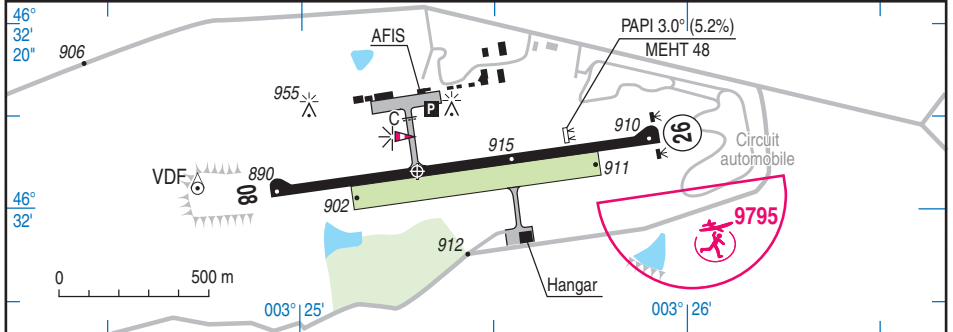 46°
32'
20"
906
AFIS
PAPI 3.0° (5.2%)
MEHT 48
955
P
C
915
910
26
Circuit
automobile
VDF
890
08
911
902
46°
32'
9795
912
0
500 m
Hangar
003° 25'
003° 26'